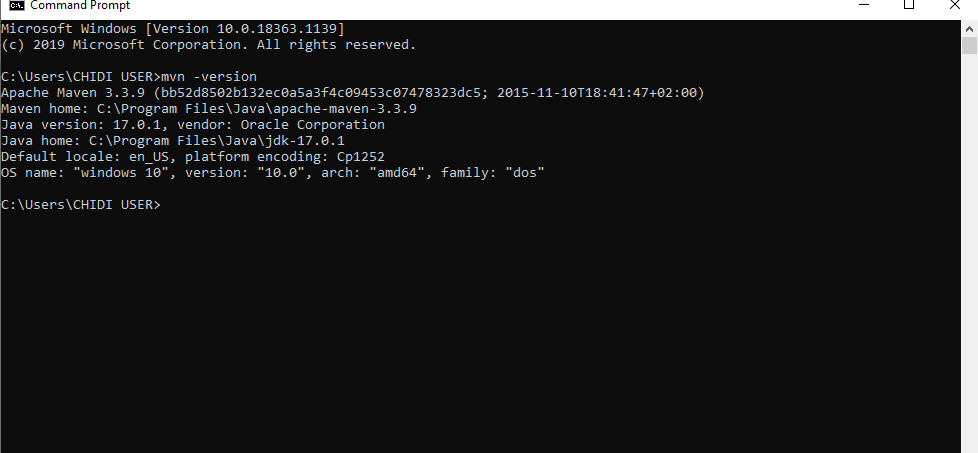 Command Prompt
Microsoft Windows [Version 10.0.18363.1139]
(c) 2019 Microsoft Corporation. All rights reserved.
C:\Users\CHIDI USER>mvn -version
Apache Maven 3.3.9 (bb52d8502b132ec0a5a3f4c09453c07478323dc5; 2015-11-10T18:41:47+02:00)
Maven home: C:\Program Files\Java\apache-maven-3.3.9
Java version: 17.0.1, vendor: Oracle Corporation
Java home: C:\Program Files\Java\jdk-17.0.1
Default locale: en_US, platform encoding: Cp1252
OS name: "windows 10", version: "10.0", arch: "amd64", family: "dos"
C:\Users\CHIDI USER>